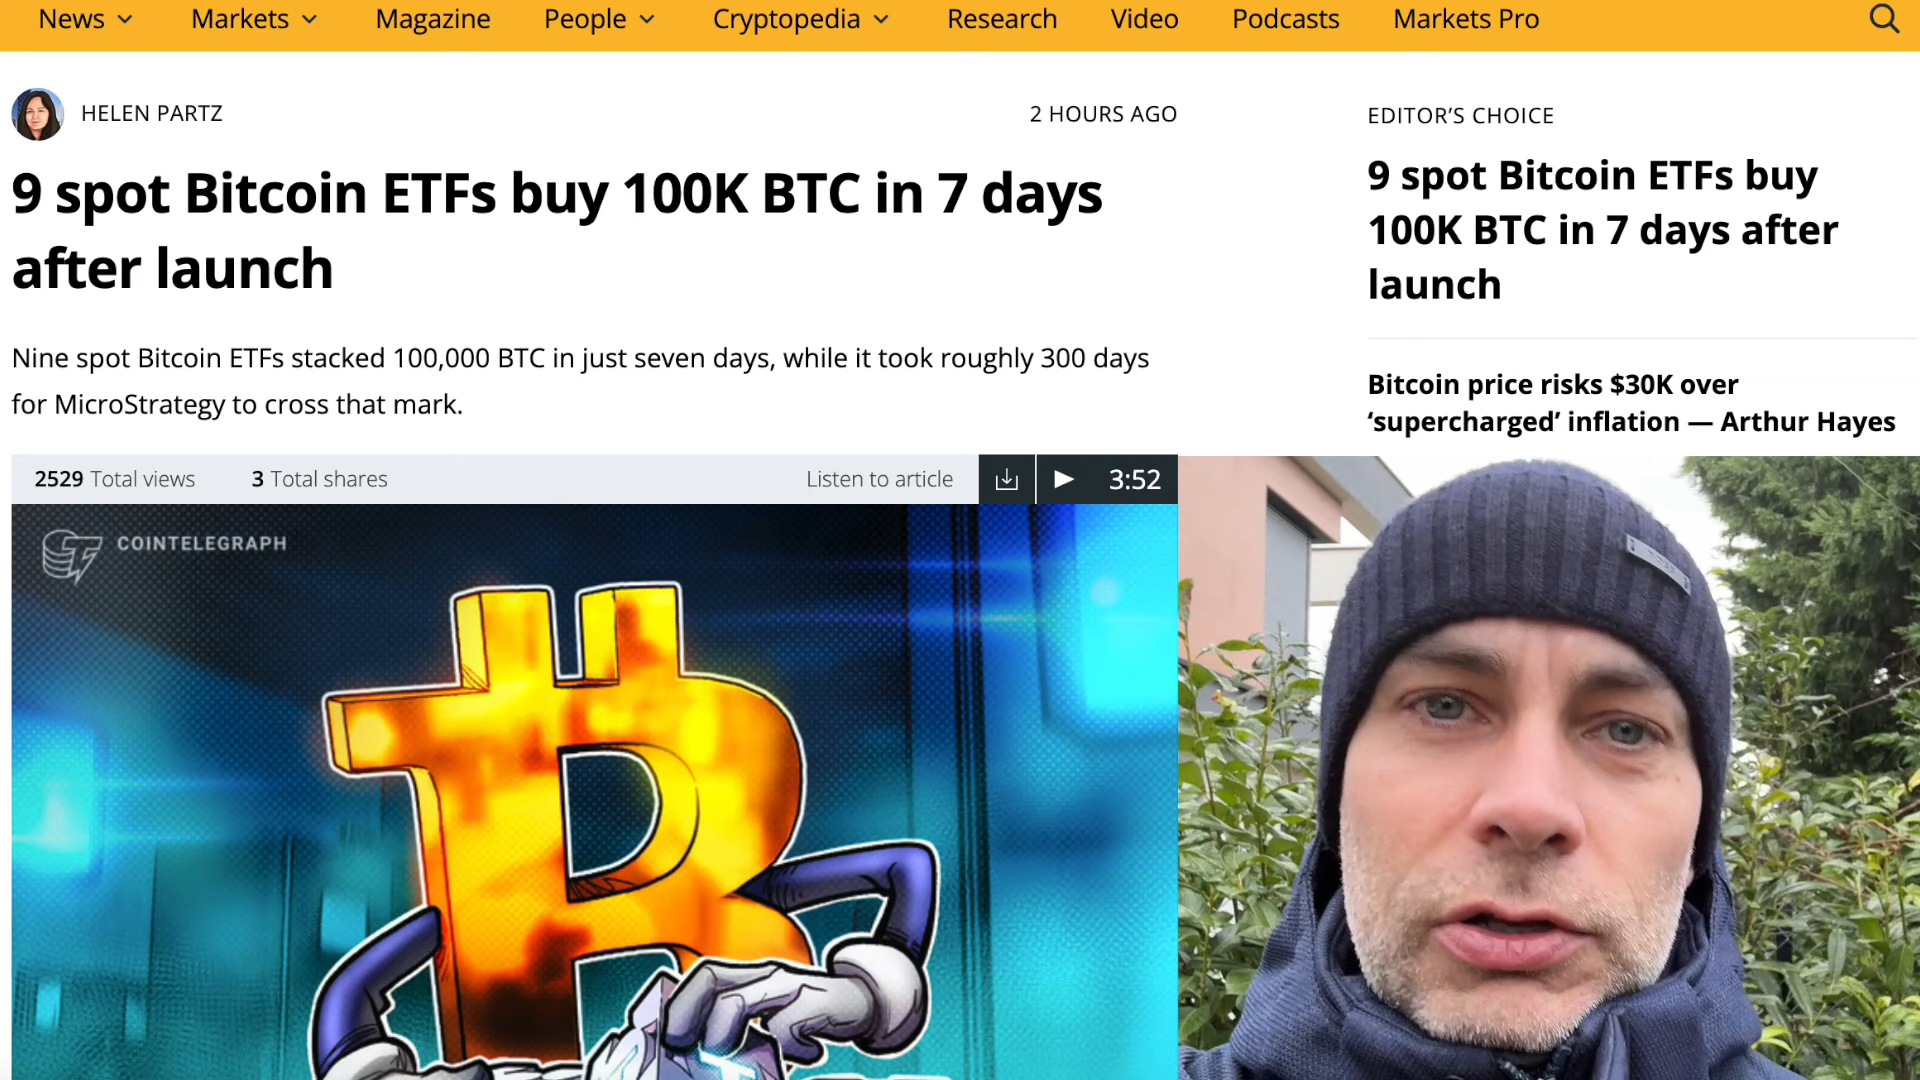 News
Markets
Magazine
People
Cryptopedia
Research
Video
Podcasts
Markets Pro
HELEN PARTZ
2 HOURS AGO
9 spot Bitcoin ETFs buy 100K BTC in 7 days
after launch
Nine spot Bitcoin ETFs stacked 100,000 BTC in just seven days, while it took roughly 300 days
for MicroStrategy to cross that mark.
2529 Total views
3 Total shares
Listen to article
3:52
COINTELEGRAPH
EDITOR’S CHOICE
9 spot Bitcoin ETFs buy
100K BTC in 7 days after
launch
Bitcoin price risks $30K over
‘supercharged’ inflation — Arthur Hayes